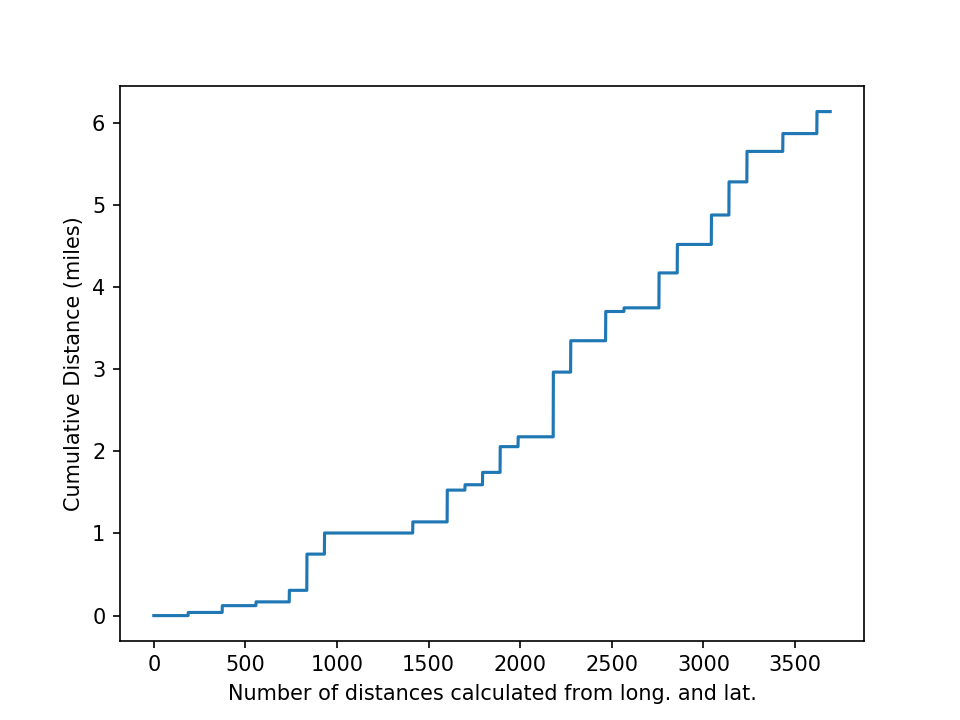 6
5
4
3
2
1
0
Cumulative Distance (miles)
0 500 1000 1500 2000 2500 3000 3500
Number of distances calculated from long. and lat.